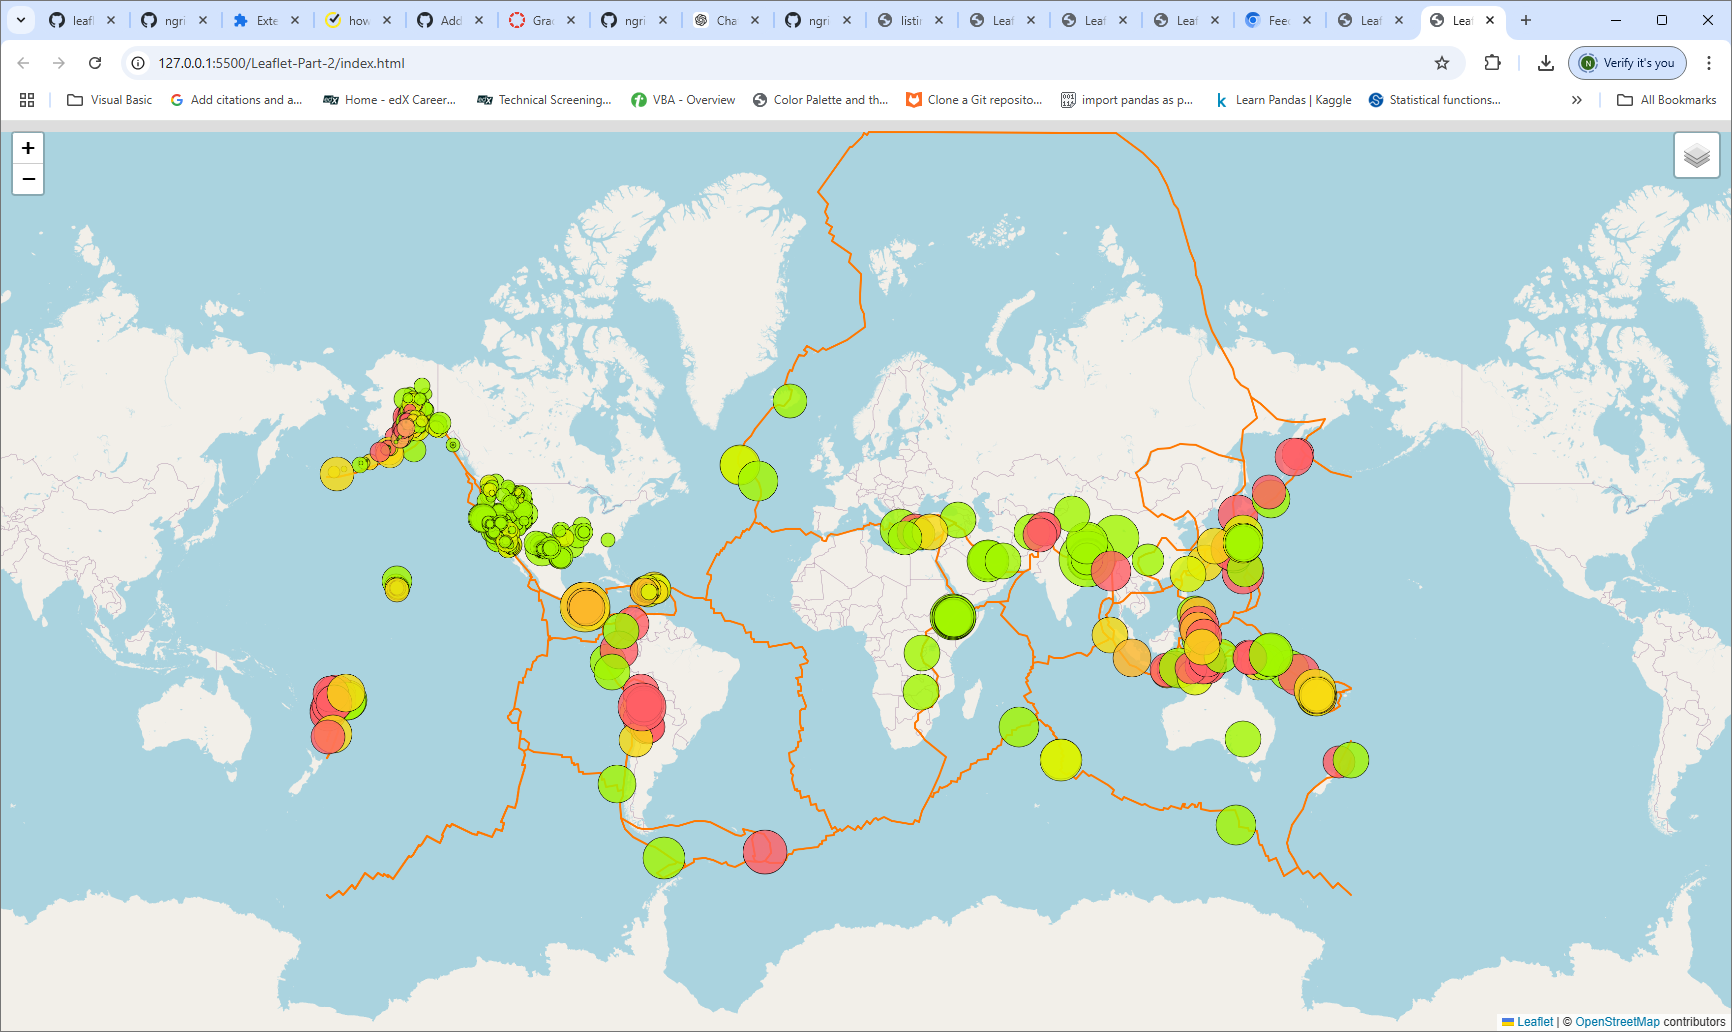 leafl
ngri
Exte
how
Add
Grac
ngri
Cha
ngri
listi
Leaf
Leaf
Leaf
Feed
Leaf
Leaf
127.0.0.1:5500/Leaflet-Part-2/index.html
N
Verify it's you
Visual Basic
Add citations and a...
edX
Home - edX Career...
edX
Technical Screening...
VBA - Overview
Color Palette and th...
Clone a Git reposito...
import pandas as p...
Learn Pandas | Kaggle
Statistical functions...
All Bookmarks
+
−
Leaflet | © OpenStreetMap contributors